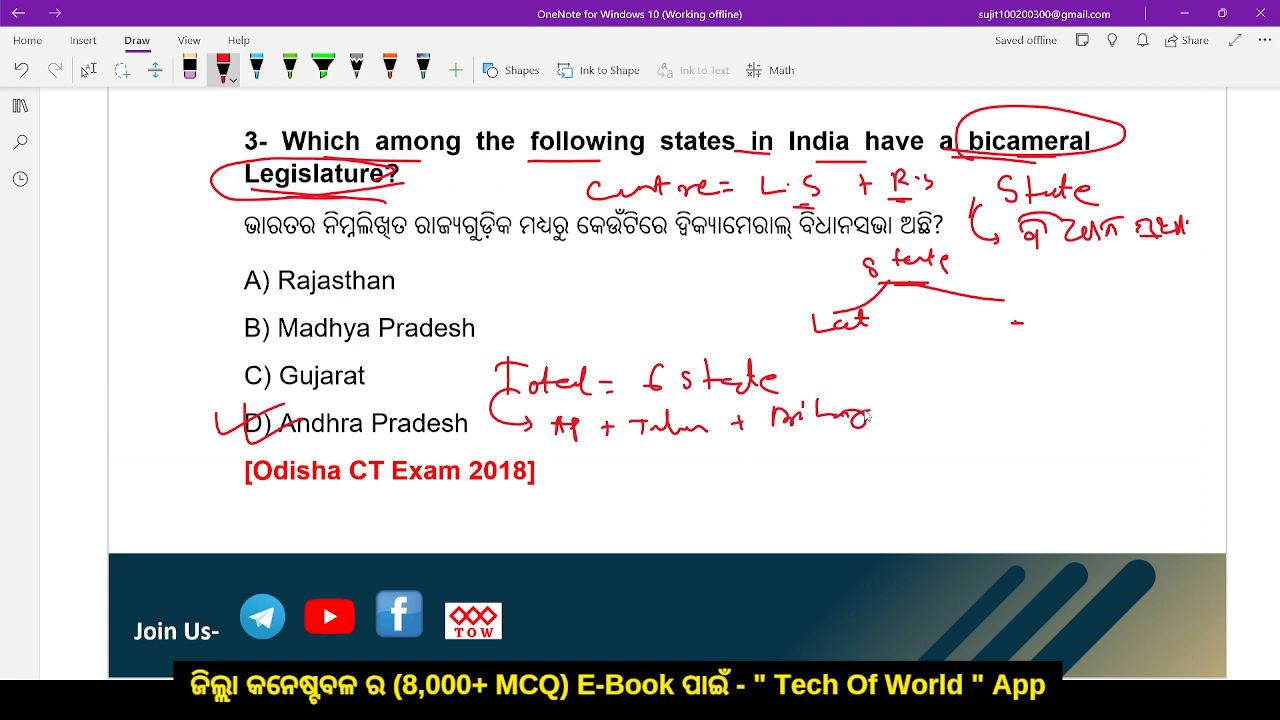 OneNote for Windows 10 (Working offline)
sujit100200300@gmail.com
Home Insert Draw View Help
Saved offline
Share
Shapes
Ink to Shape
Ink to Text
Math
3- Which among the following states in India have a bicameral
Legislature?
L.S + R.S
State
ଭାରତର ନିମ୍ନଲିଖିତ ରାଜ୍ୟଗୁଡ଼ିକ ମଧ୍ୟରୁ କେଉଁଟିରେ ଦ୍ୱିକ୍ୟାମେରାଲ୍ ବିଧାନସଭା ଅଛି?
A) Rajasthan
B) Madhya Pradesh
C) Gujarat
Total = 6 State
D) Andhra Pradesh
AP + +
[Odisha CT Exam 2018]
Join Us-
TOW
ଜିଲ୍ଲା କନେଷ୍ଟବଳ ର (8,000+ MCQ) E-Book ପାଇଁ - " Tech Of World " App